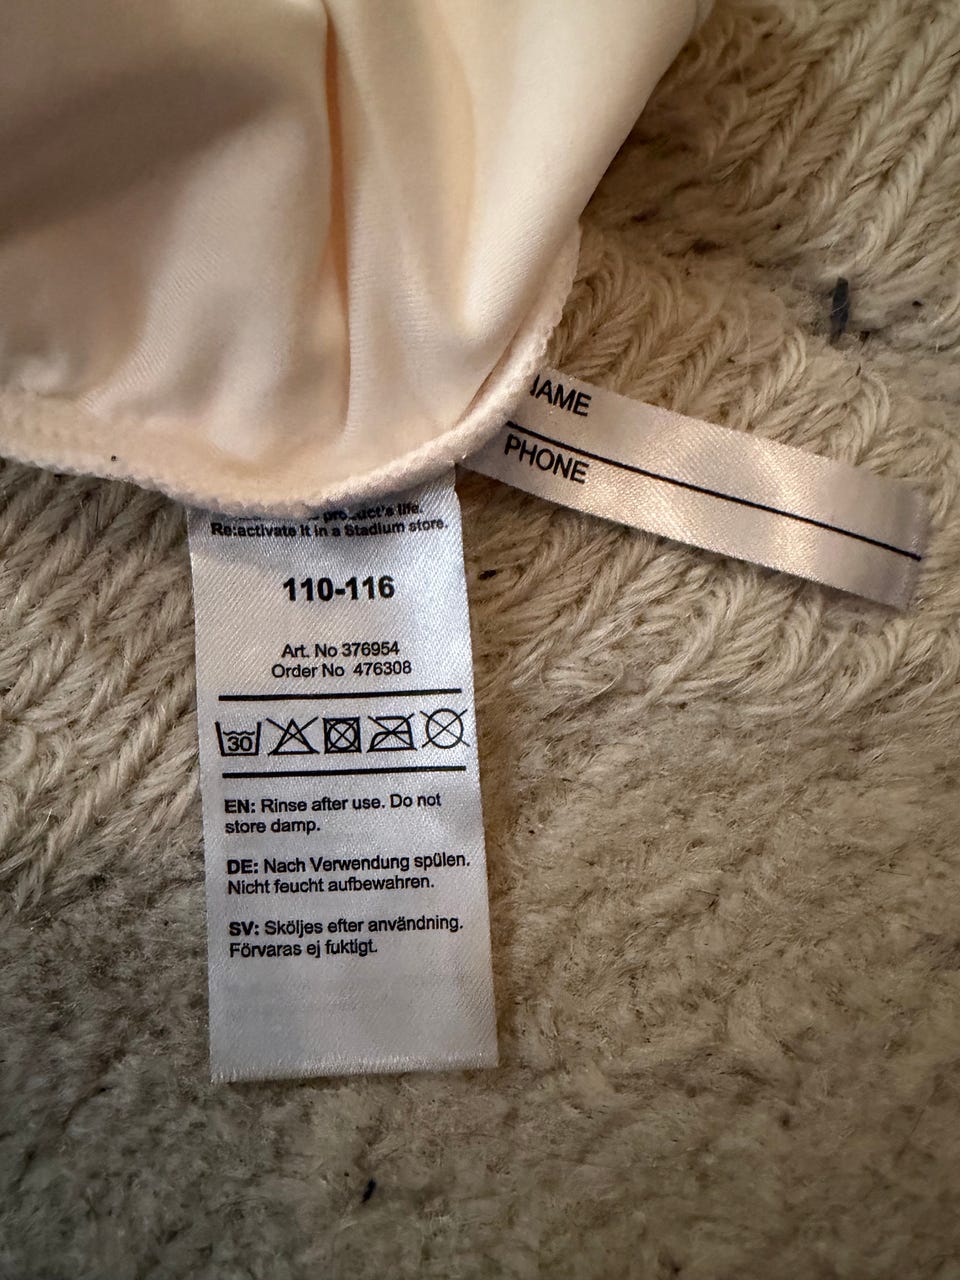 product's life.
Re:activate it in a Stadium store.
110-116
Art. No 376954
Order No 476308
30
EN: Rinse after use. Do not
store damp.
DE: Nach Verwendung spülen.
Nicht feucht aufbewahren.
SV: Sköljes efter användning.
Förvaras ej fuktigt.
NAME
PHONE